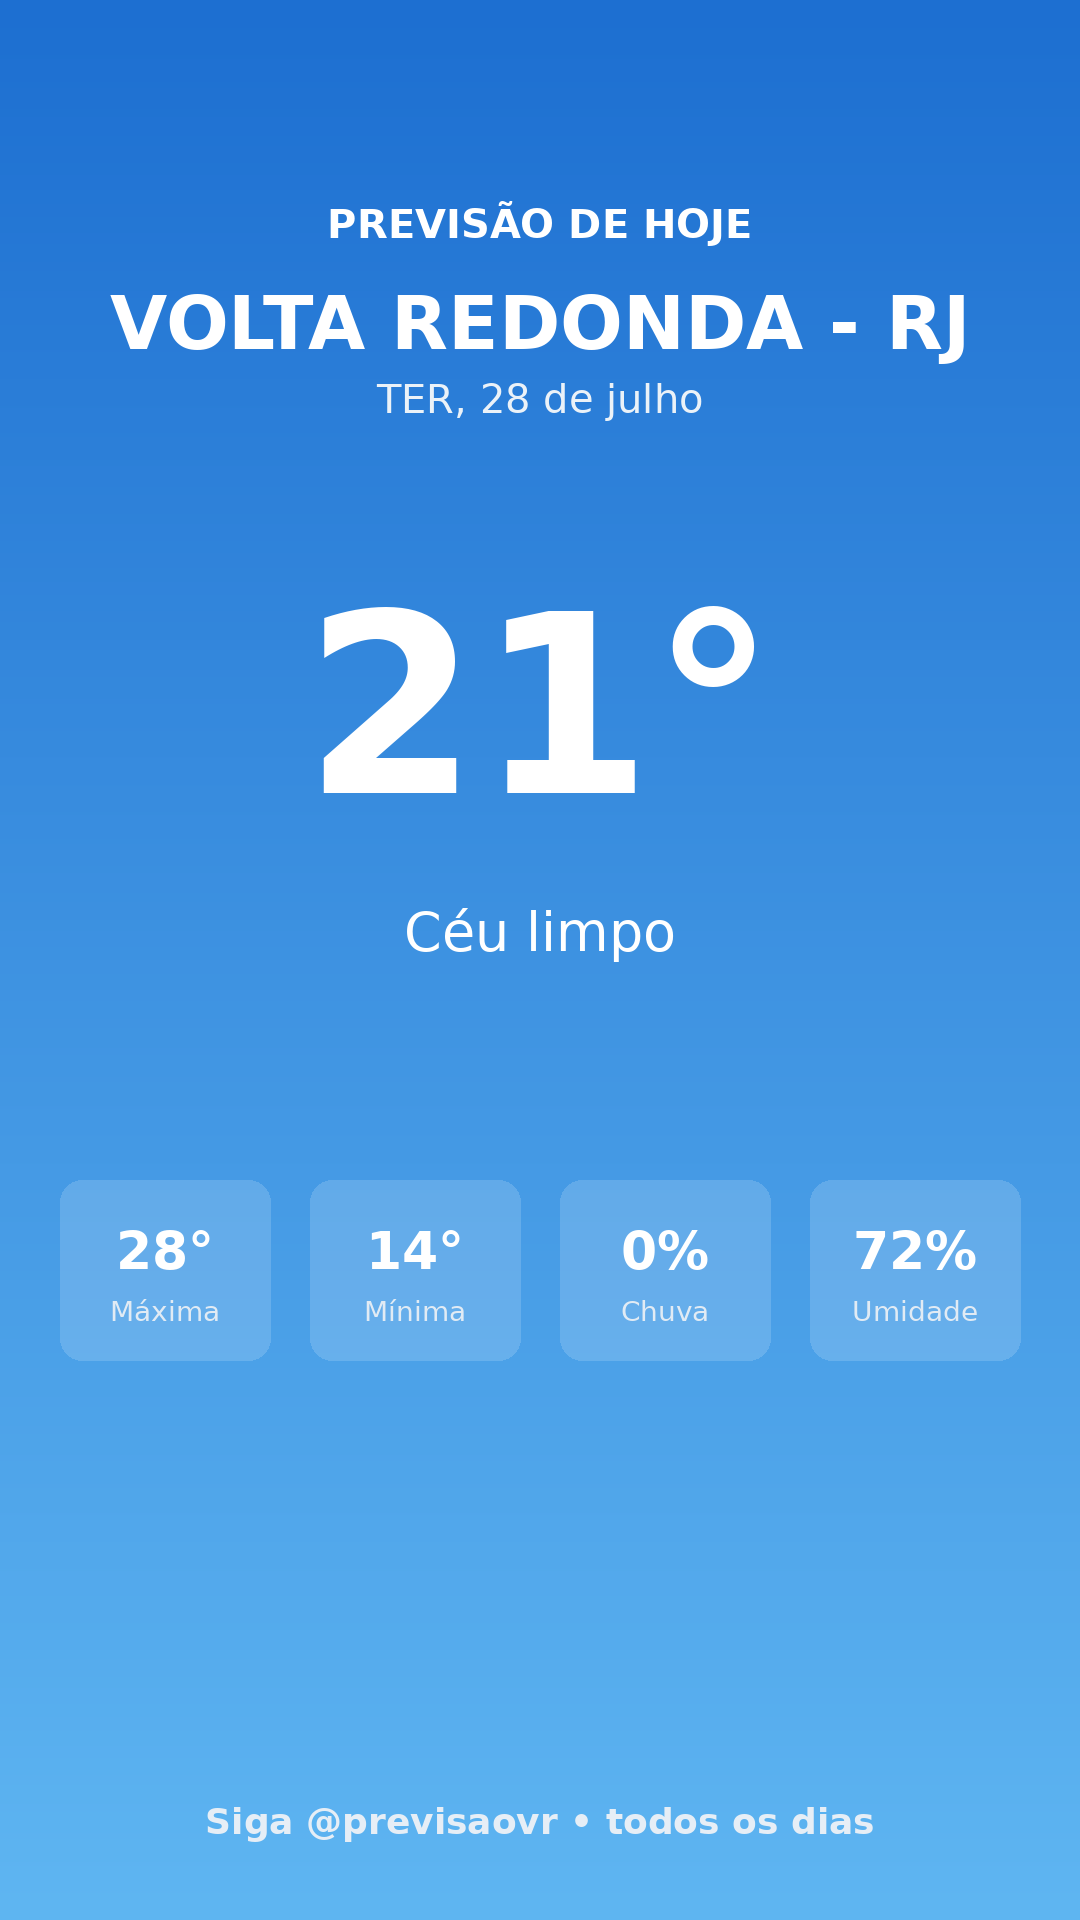 PREVISÃO DE HOJE
VOLTA REDONDA - RJ
TER, 28 de julho
21°
Céu limpo
28° 14° 0% 72%
Máxima Mínima Chuva Umidade
Siga @previsaovr • todos os dias